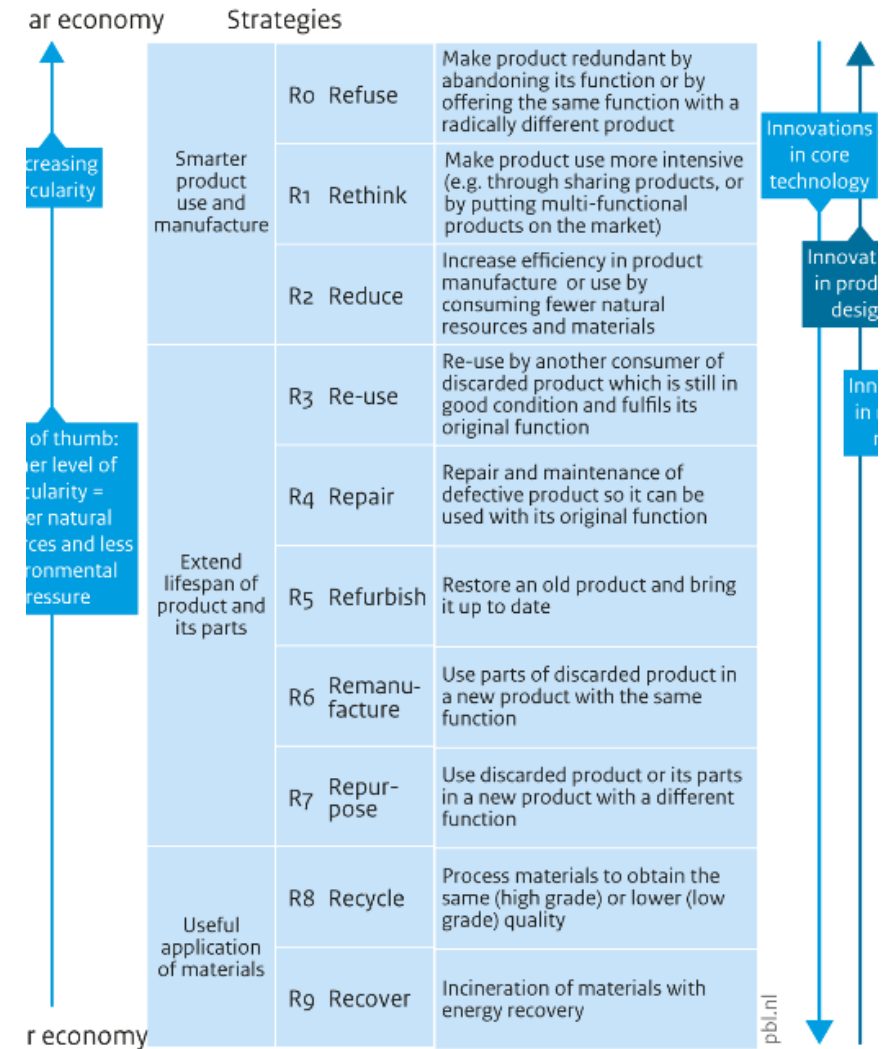 ar economy
Strategies
creasing
rcularity
of thumb:
er level of
cularity =
er natural
rces and less
ronmental
ressure
r economy
Smarter
product
use and
manufacture
R0 Refuse
Make product redundant by
abandoning its function or by
offering the same function with a
radically different product
R1 Rethink
Make product use more intensive
(e.g. through sharing products, or
by putting multi-functional
products on the market)
R2 Reduce
Increase efficiency in product
manufacture or use by
consuming fewer natural
resources and materials
Extend
lifespan of
product and
its parts
R3 Re-use
Re-use by another consumer of
discarded product which is still in
good condition and fulfils its
original function
R4 Repair
Repair and maintenance of
defective product so it can be
used with its original function
R5 Refurbish
Restore an old product and bring
it up to date
R6 Remanu-
facture
Use parts of discarded product in
a new product with the same
function
R7 Repur-
pose
Use discarded product or its parts
in a new product with a different
function
Useful
application
of materials
R8 Recycle
Process materials to obtain the
same (high grade) or lower (low
grade) quality
R9 Recover
Incineration of materials with
energy recovery
Innovations
in core
technology
Innovat
in prod
desig
Inn
in
pbl.nl